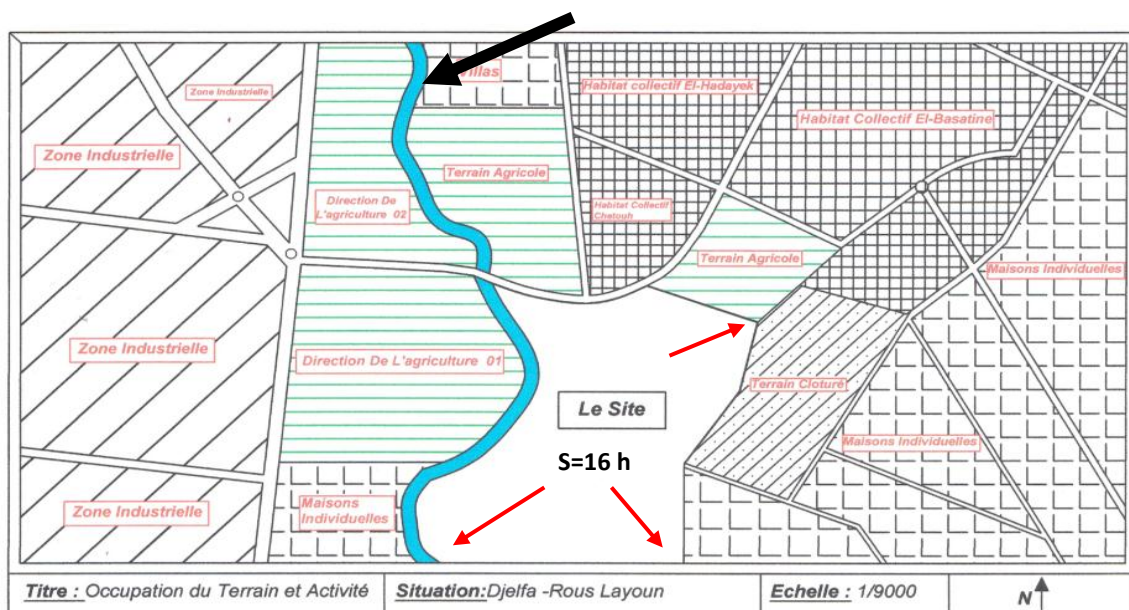 Villas
Zone Industrielle
Habitat collectif El-Hadayek
Habitat Collectif El-Basatine
Zone Industrielle
Terrain Agricole
Direction De
L'agriculture 02
Habitat Collectif
Chatouh
Terrain Agricole
Maisons Individuelles
Zone Industrielle
Direction De L'agriculture 01
Terrain Cloturé
Le Site
Maisons Individuelles
S=16 h
Zone Industrielle
Maisons
Individuelles
Titre : Occupation du Terrain et Activité
Situation:Djelfa -Rous Layoun
Echelle : 1/9000
N